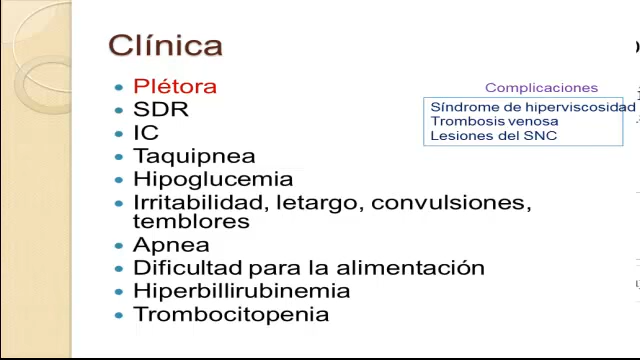 Clínica
Plétora
SDR
IC
Taquipnea
Hipoglucemia
Irritabilidad, letargo, convulsiones,
temblores
Apnea
Dificultad para la alimentación
Hiperbillirubinemia
Trombocitopenia
Complicaciones
Síndrome de hiperviscosidad
Trombosis venosa
Lesiones del SNC